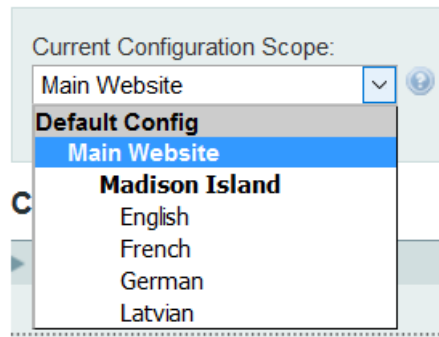 Current Configuration Scope:
Main Website
Default Config
Main Website
Madison Island
English
French
German
Latvian
C